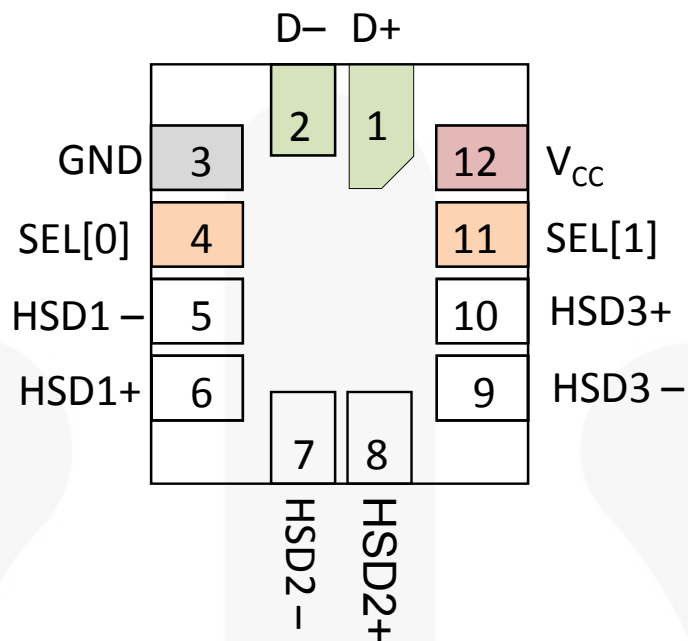 D– D+
2 1
GND 3 12 VCC
SEL[0] 4 11 SEL[1]
HSD1 – 5 10 HSD3+
HSD1+ 6 9 HSD3 –
7 8
HSD2 –
HSD2+